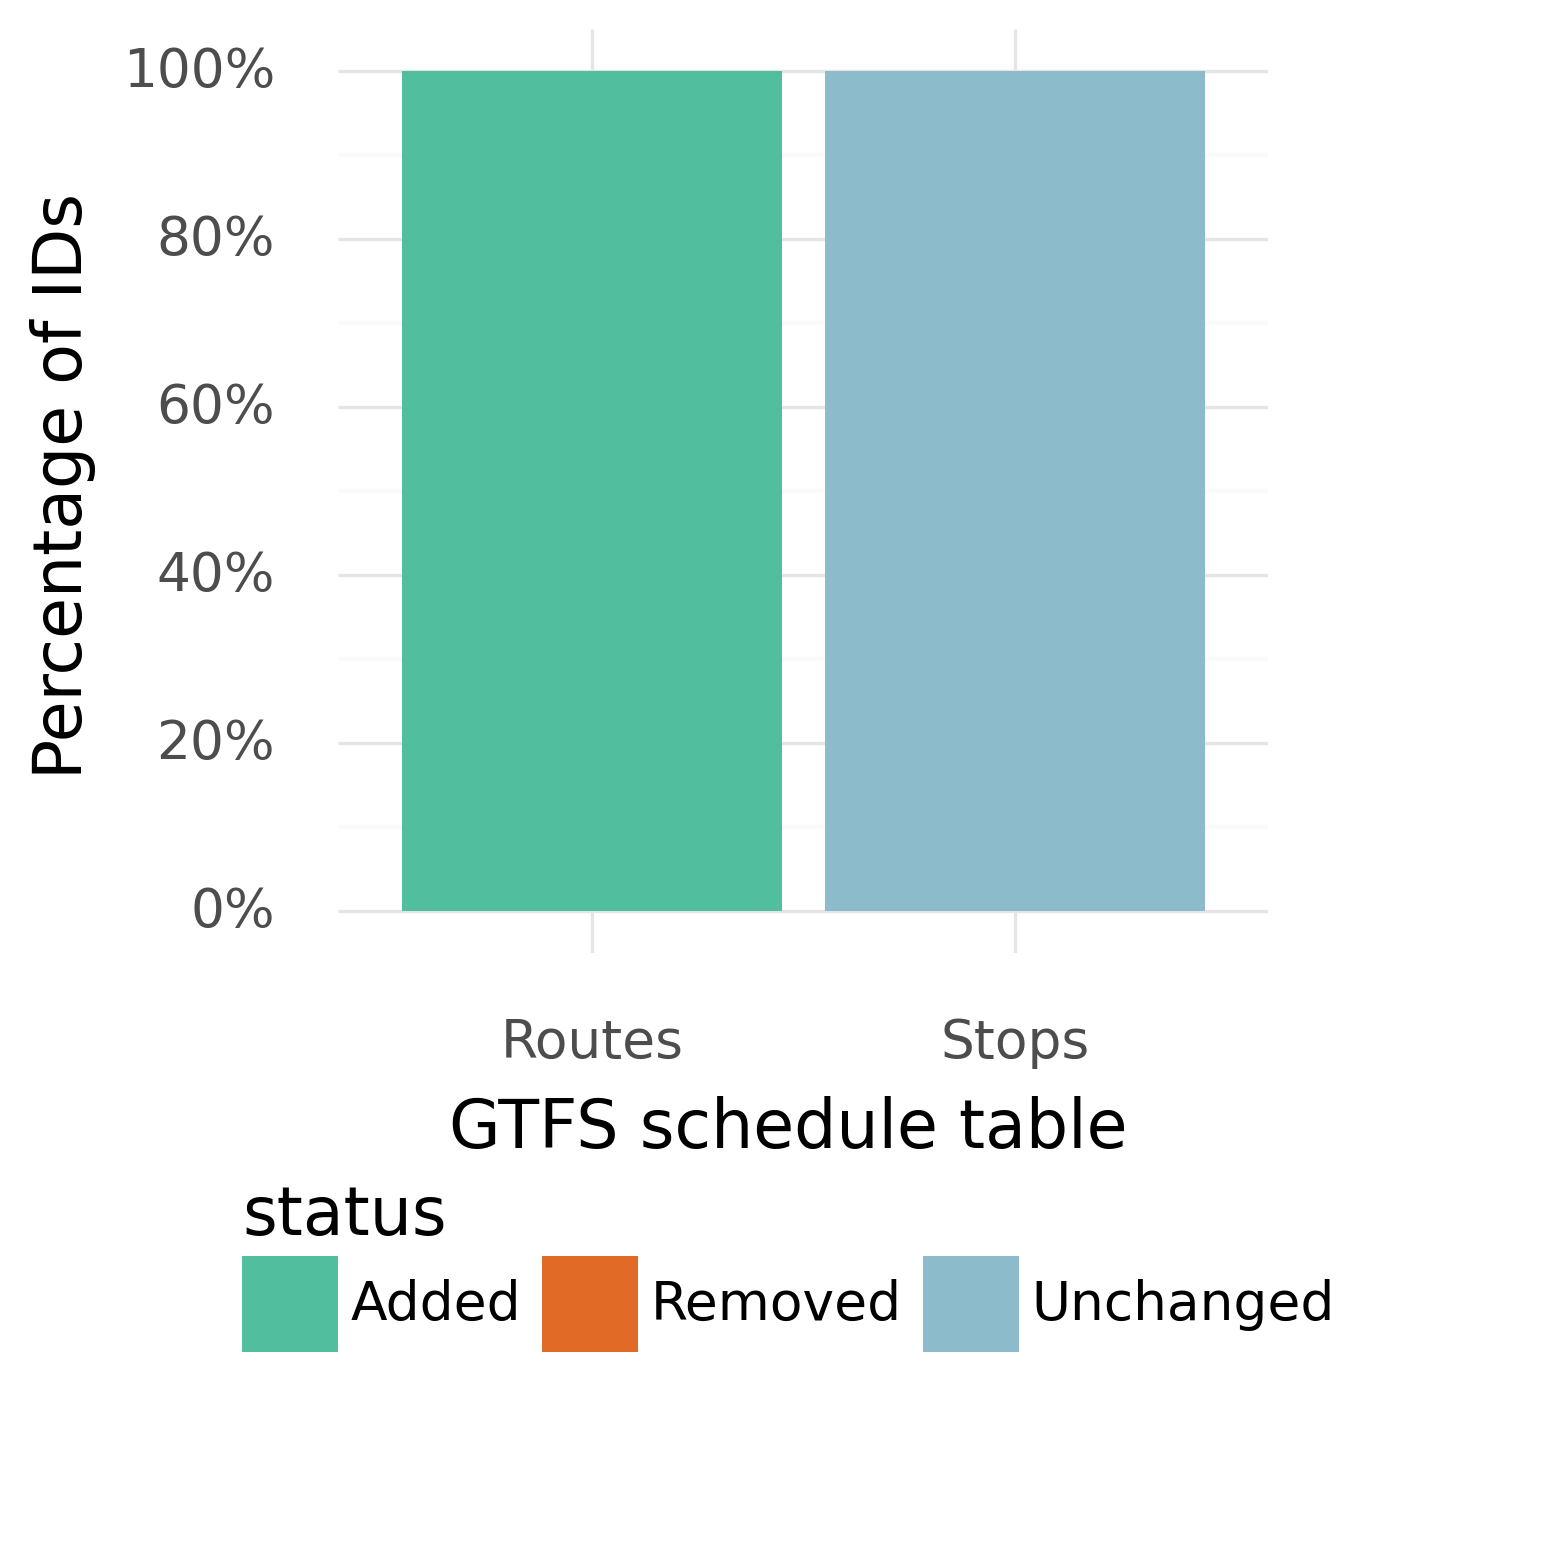 Percentage of IDs
100%
80%
60%
40%
20%
0%
Routes Stops
GTFS schedule table
status
Added Removed Unchanged